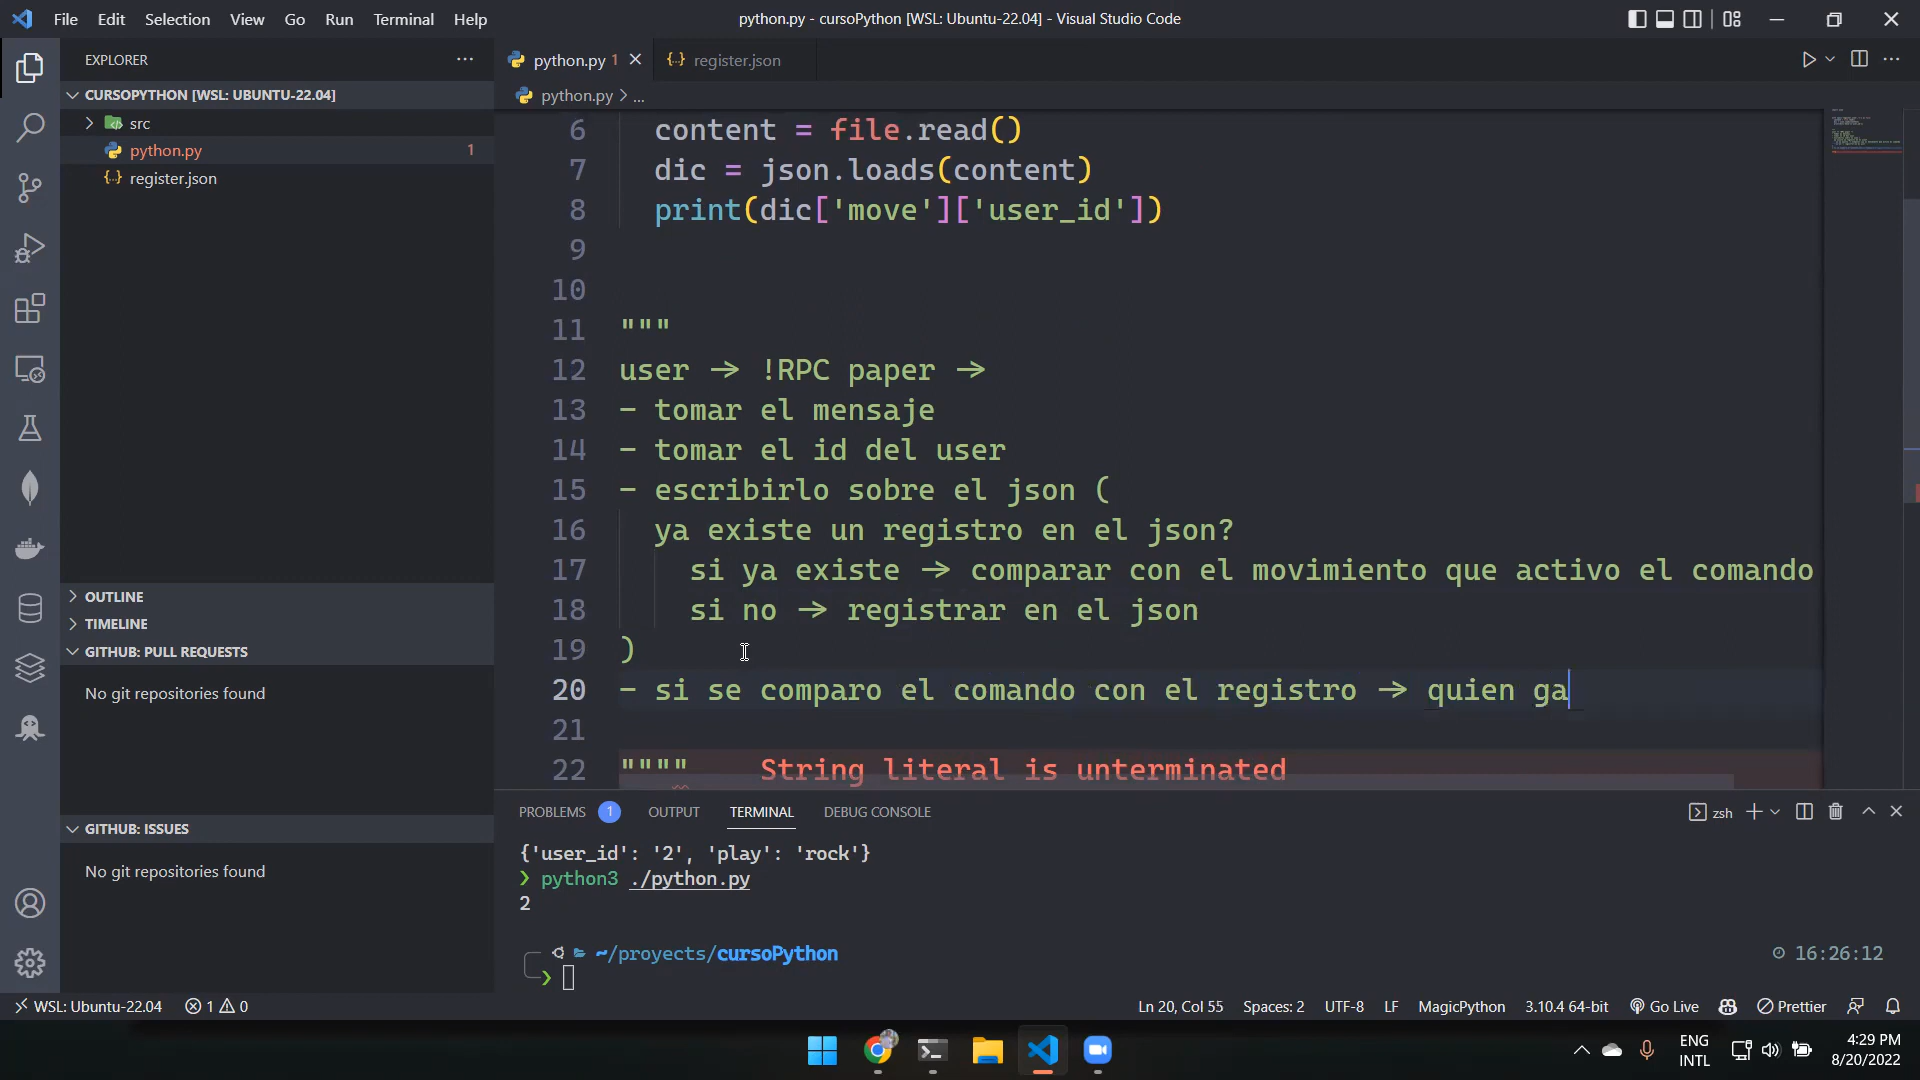 File Edit Selection View Go Run Terminal Help
python.py - cursoPython [WSL: Ubuntu-22.04] - Visual Studio Code
EXPLORER
CURSOPYTHON [WSL: UBUNTU-22.04]
src
python.py 1
register.json
OUTLINE
TIMELINE
GITHUB: PULL REQUESTS
No git repositories found
GITHUB: ISSUES
No git repositories found
python.py 1
register.json
python.py > ...
6 content = file.read()
7 dic = json.loads(content)
8 print(dic['move']['user_id'])
9
10
11 """
12 user -> !RPC paper ->
13 - tomar el mensaje
14 - tomar el id del user
15 - escribirlo sobre el json (
16 ya existe un registro en el json?
17 si ya existe -> comparar con el movimiento que activo el comando
18 si no -> registrar en el json
19 )
20 - si se comparo el comando con el registro -> quien ga
21
22 """" String literal is unterminated
PROBLEMS 1 OUTPUT TERMINAL DEBUG CONSOLE
zsh
{'user_id': '2', 'play': 'rock'}
❯ python3 ./python.py
2
~/proyects/cursoPython
16:26:12
❯
WSL: Ubuntu-22.04 1 0
Ln 20, Col 55 Spaces: 2 UTF-8 LF MagicPython 3.10.4 64-bit Go Live Prettier
ENG
INTL
4:29 PM
8/20/2022